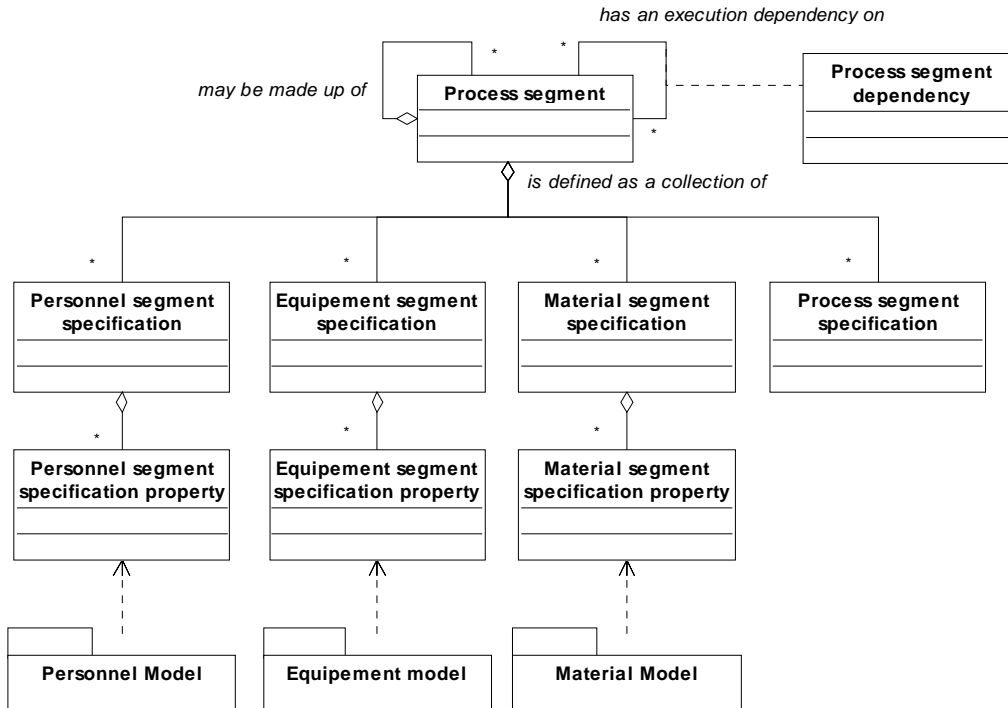 has an execution dependency on
*
*
may be made up of
Process segment
*
Process segment
dependency
is defined as a collection of
*
*
*
*
Personnel segment
specification
Equipement segment
specification
Material segment
specification
Process segment
specification
*
*
*
Personnel segment
specification property
Equipement segment
specification property
Material segment
specification property
Personnel Model
Equipement model
Material Model